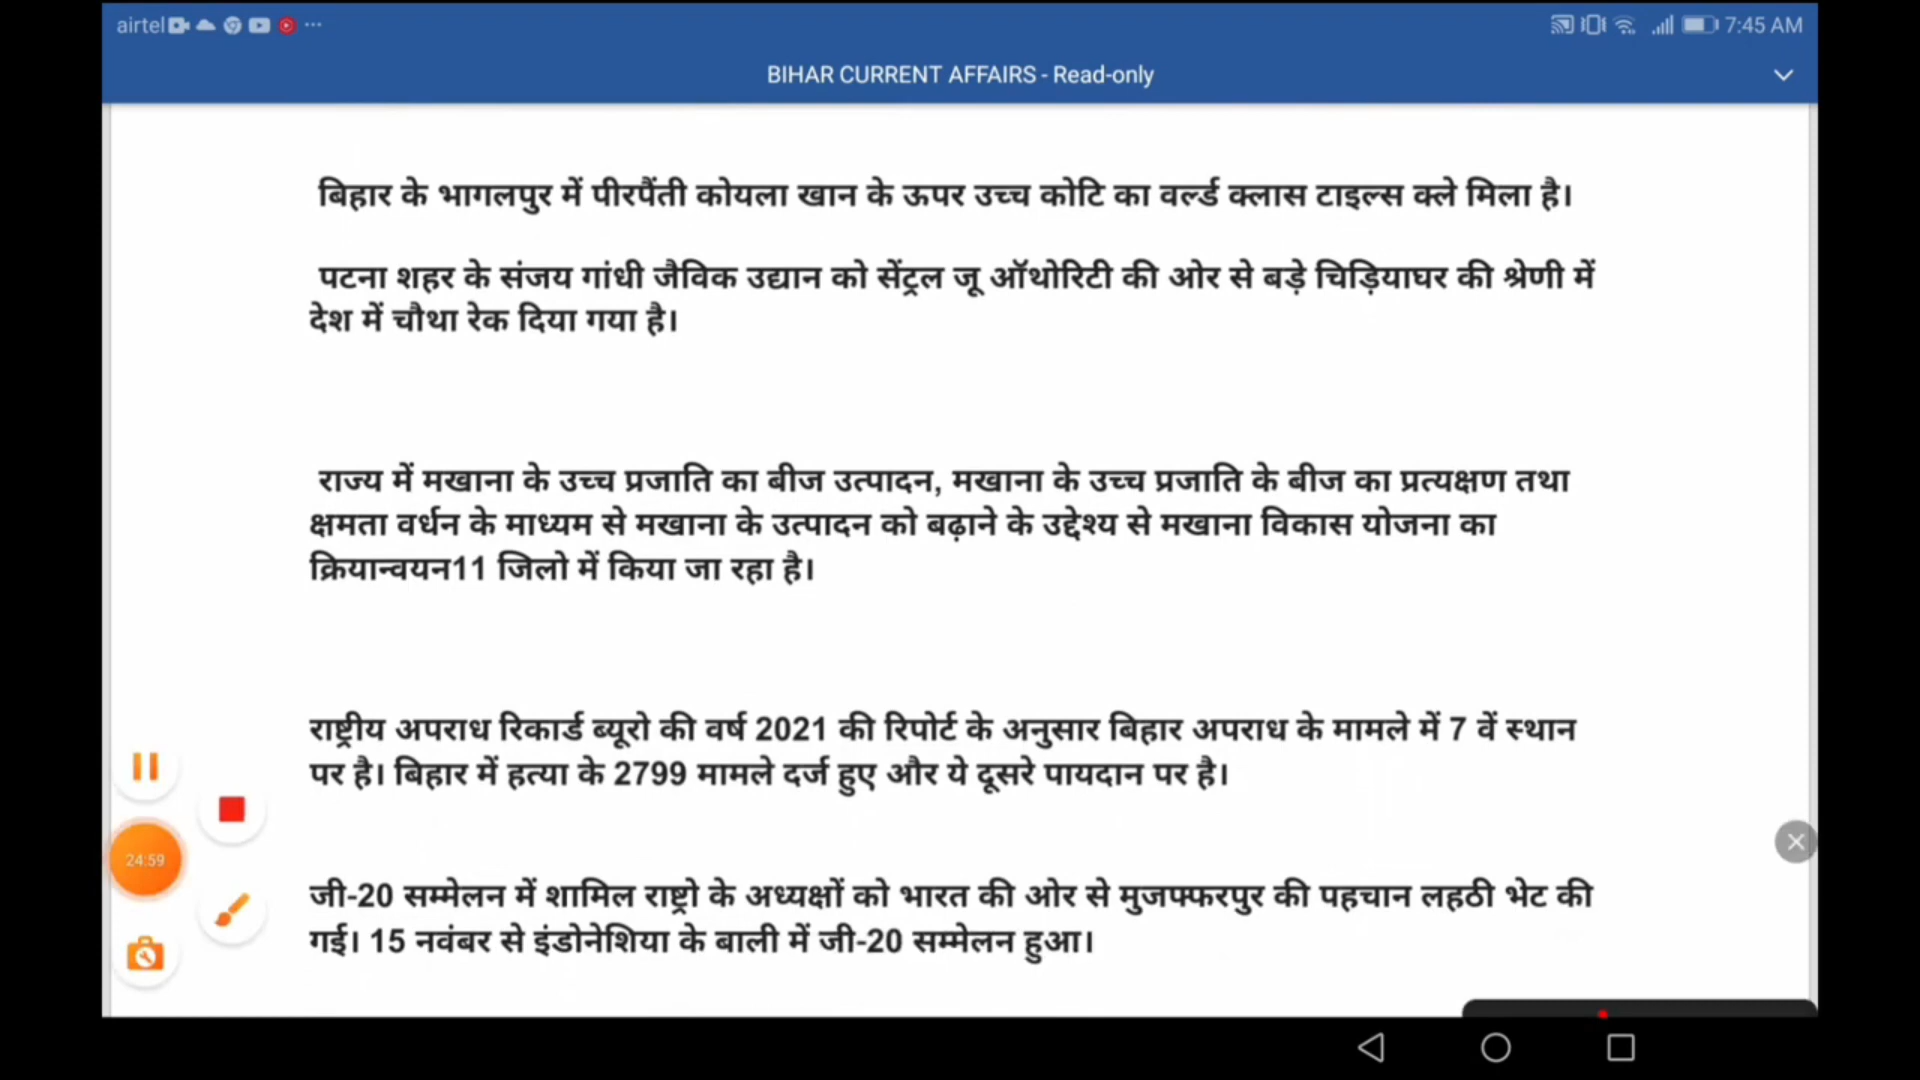 airtel
7:45 AM
BIHAR CURRENT AFFAIRS - Read-only
बिहार के भागलपुर में पीरपैंती कोयला खान के ऊपर उच्च कोटि का वर्ल्ड क्लास टाइल्स क्ले मिला है।
पटना शहर के संजय गांधी जैविक उद्यान को सेंट्रल जू ऑथोरिटी की ओर से बड़े चिड़ियाघर की श्रेणी में
देश में चौथा रेक दिया गया है।
राज्य में मखाना के उच्च प्रजाति का बीज उत्पादन, मखाना के उच्च प्रजाति के बीज का प्रत्यक्षण तथा
क्षमता वर्धन के माध्यम से मखाना के उत्पादन को बढ़ाने के उद्देश्य से मखाना विकास योजना का
क्रियान्वयन11 जिलो में किया जा रहा है।
राष्ट्रीय अपराध रिकार्ड ब्यूरो की वर्ष 2021 की रिपोर्ट के अनुसार बिहार अपराध के मामले में 7 वें स्थान
पर है। बिहार में हत्या के 2799 मामले दर्ज हुए और ये दूसरे पायदान पर है।
24:59
जी-20 सम्मेलन में शामिल राष्ट्रो के अध्यक्षों को भारत की ओर से मुजफ्फरपुर की पहचान लहठी भेट की
गई। 15 नवंबर से इंडोनेशिया के बाली में जी-20 सम्मेलन हुआ।